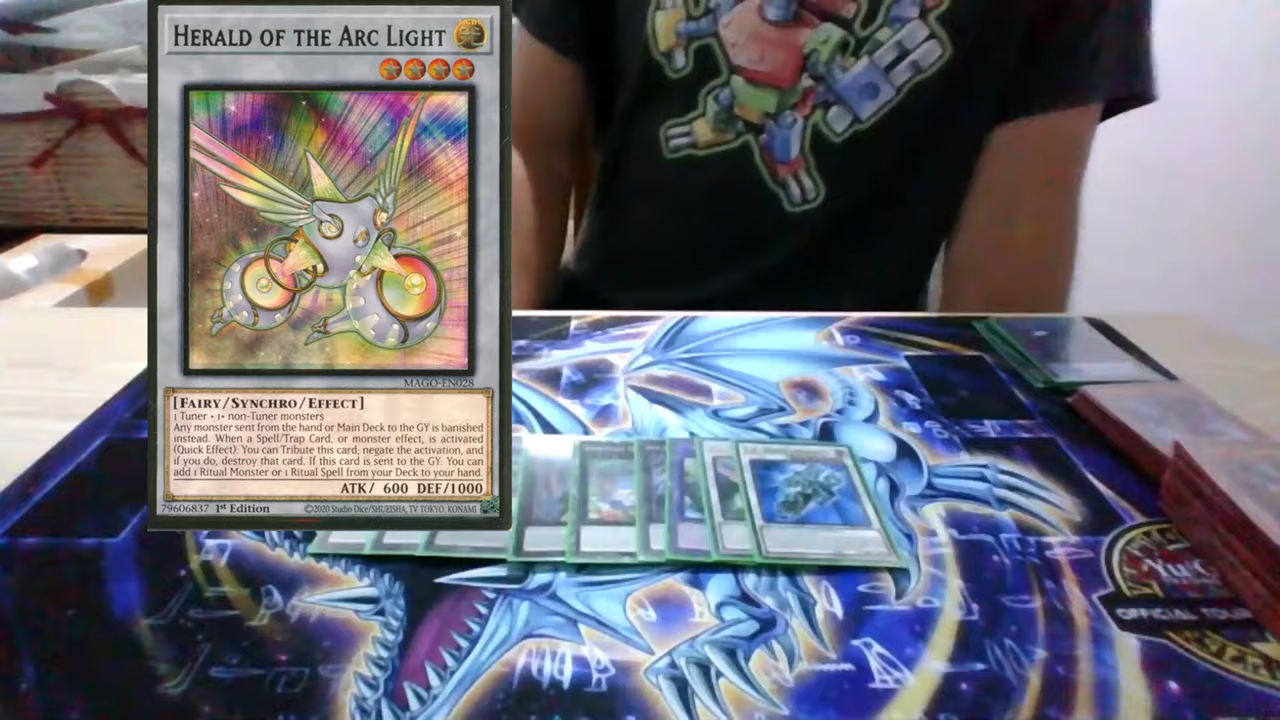 HERALD OF THE ARC LIGHT
MAGO-EN028
[FAIRY/SYNCHRO/EFFECT]
1 Tuner + 1+ non-Tuner monsters
Any monster sent from the hand or Main Deck to the GY is banished
instead. When a Spell/Trap Card, or monster effect, is activated
(Quick Effect): You can Tribute this card; negate the activation, and
if you do, destroy that card. If this card is sent to the GY: You can
add 1 Ritual Monster or 1 Ritual Spell from your Deck to your hand.
ATK/ 600 DEF/1000
79606837 1st Edition ©2020 Studio Dice/SHUEISHA, TV TOKYO, KONAMI
OFFICIAL